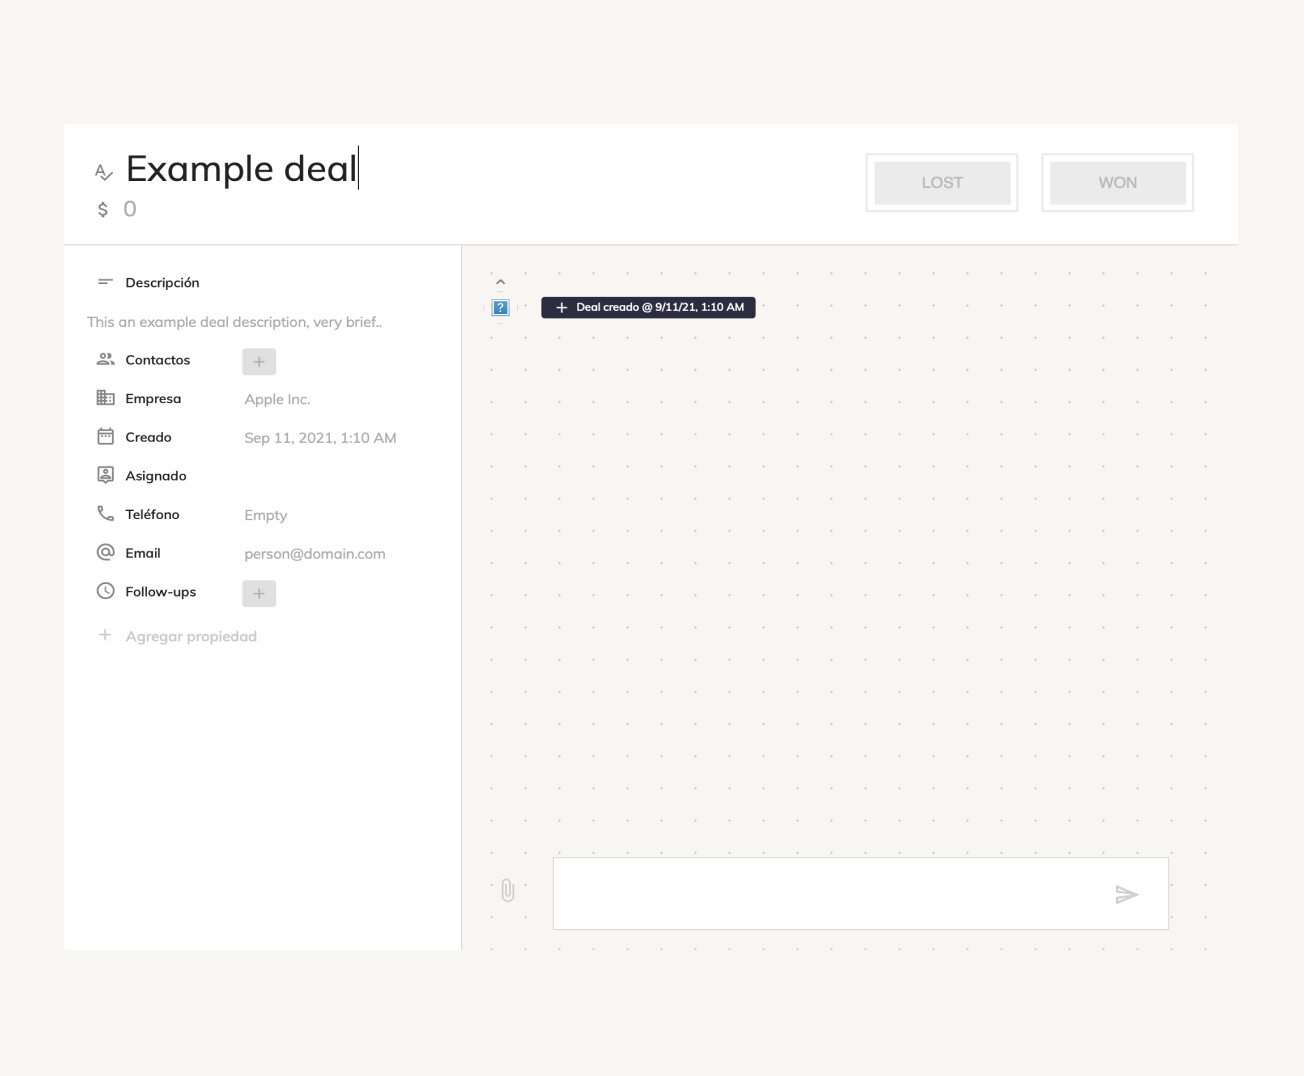 Example deal
$ 0
LOST
WON
Descripción
This an example deal description, very brief..
Contactos +
Empresa Apple Inc.
Creado Sep 11, 2021, 1:10 AM
Asignado
Teléfono Empty
Email person@domain.com
Follow-ups +
+ Agregar propiedad
?
+ Deal creado @ 9/11/21, 1:10 AM